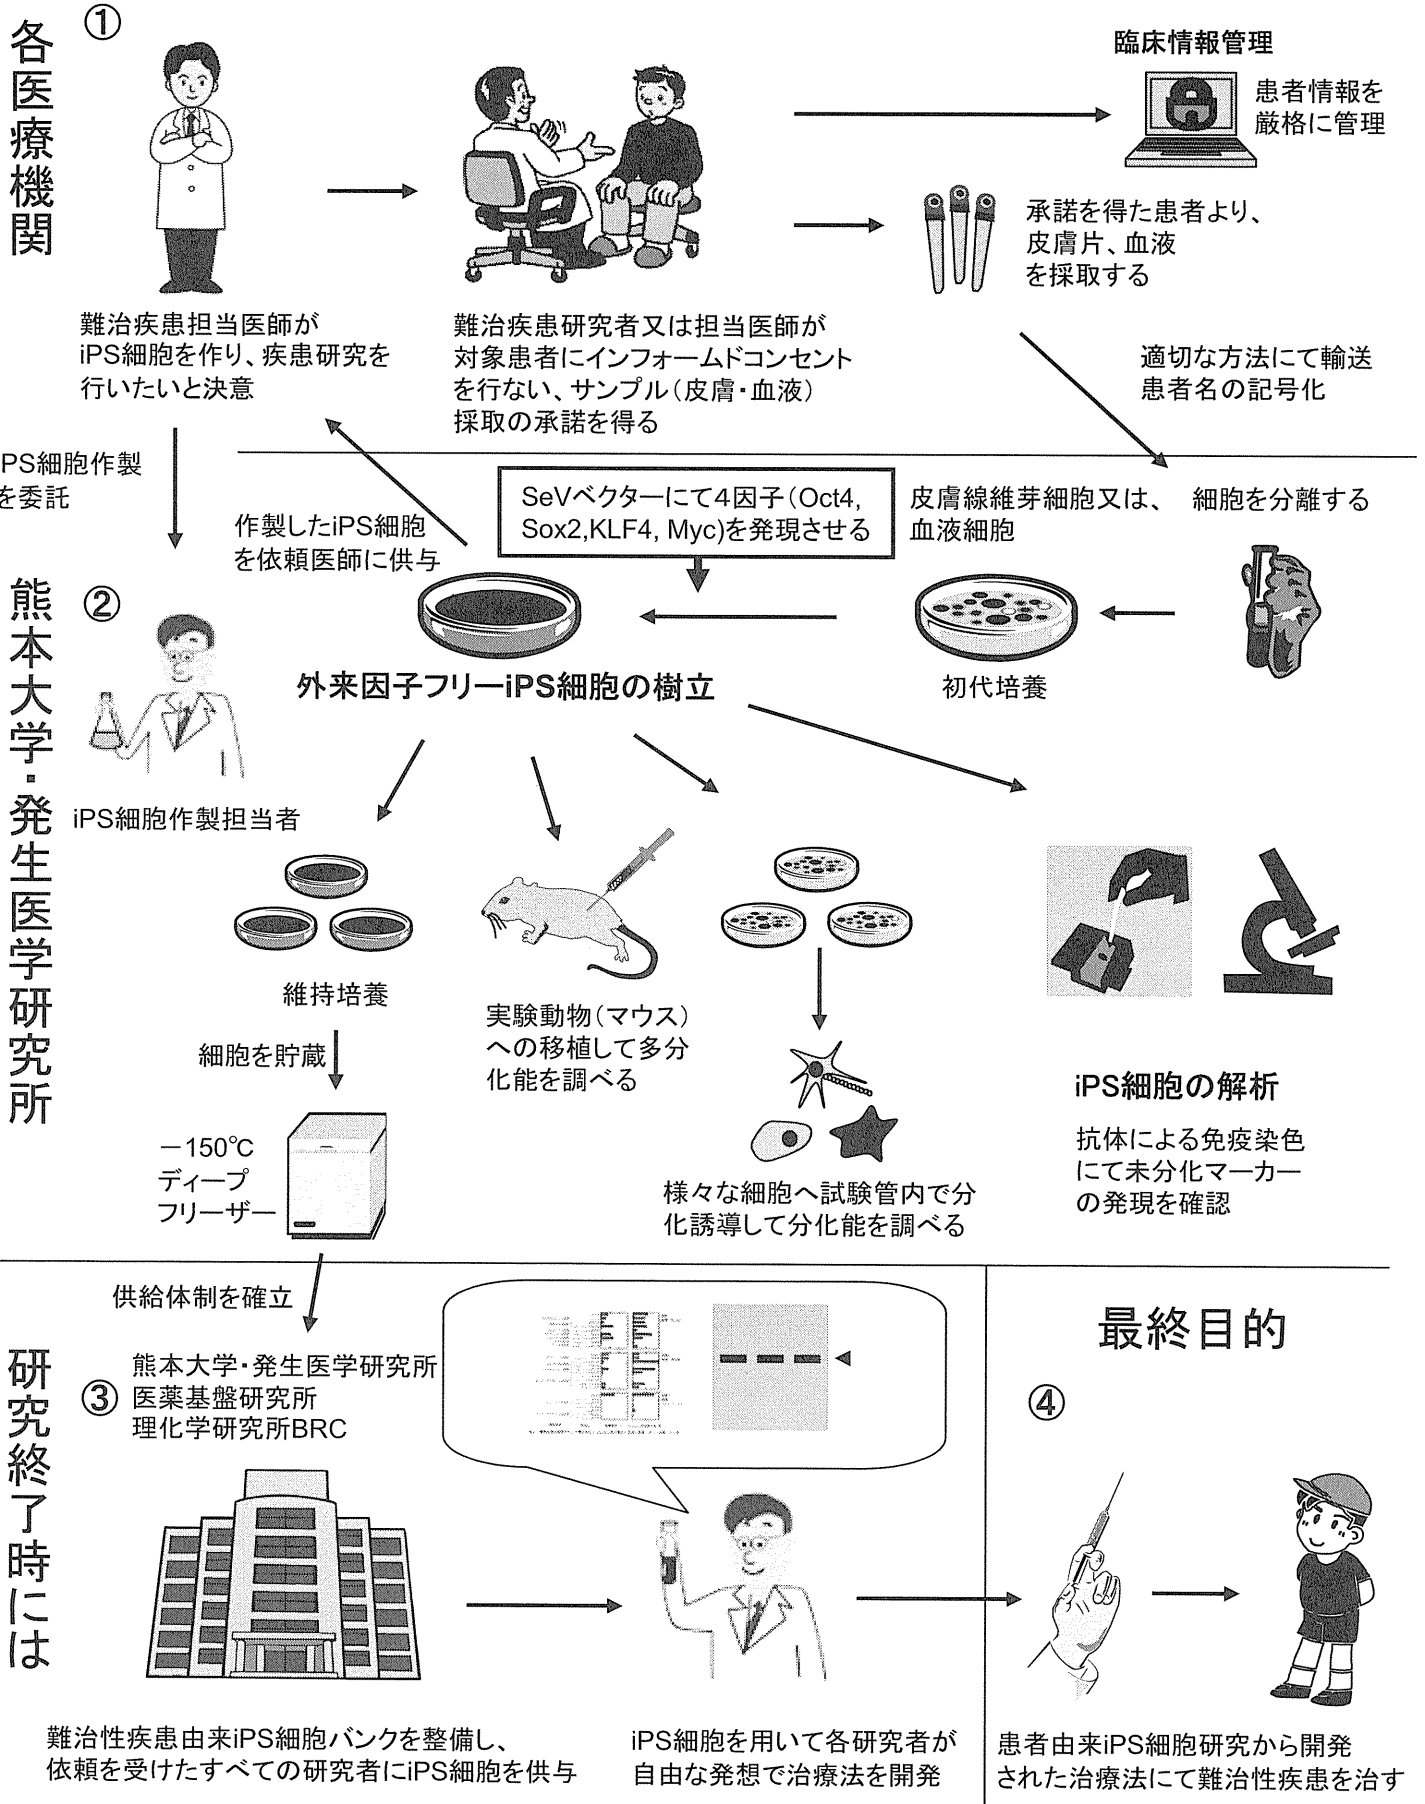 各医療機関
①
難治疾患担当医師が
iPS細胞を作り、疾患研究を
行いたいと決意
難治疾患研究者又は担当医師が
対象患者にインフォームドコンセント
を行ない、サンプル（皮膚・血液）
採取の承諾を得る
臨床情報管理
患者情報を
厳格に管理
承諾を得た患者より、
皮膚片、血液
を採取する
適切な方法にて輸送
患者名の記号化
PS細胞作製
を委託
熊本大学・発生医学研究所
②
iPS細胞作製担当者
作製したiPS細胞
を依頼医師に供与
SeVベクターにて４因子（Oct4,
Sox2,KLF4, Myc)を発現させる
皮膚線維芽細胞又は、
血液細胞
細胞を分離する
初代培養
外来因子フリーiPS細胞の樹立
維持培養
細胞を貯蔵
－150℃
ディープ
フリーザー
実験動物（マウス）
への移植して多分
化能を調べる
様々な細胞へ試験管内で分
化誘導して分化能を調べる
iPS細胞の解析
抗体による免疫染色
にて未分化マーカー
の発現を確認
研究終了時には
供給体制を確立
③
熊本大学・発生医学研究所
医薬基盤研究所
理化学研究所BRC
難治性疾患由来iPS細胞バンクを整備し、
依頼を受けたすべての研究者にiPS細胞を供与
iPS細胞を用いて各研究者が
自由な発想で治療法を開発
最終目的
④
患者由来iPS細胞研究から開発
された治療法にて難治性疾患を治す